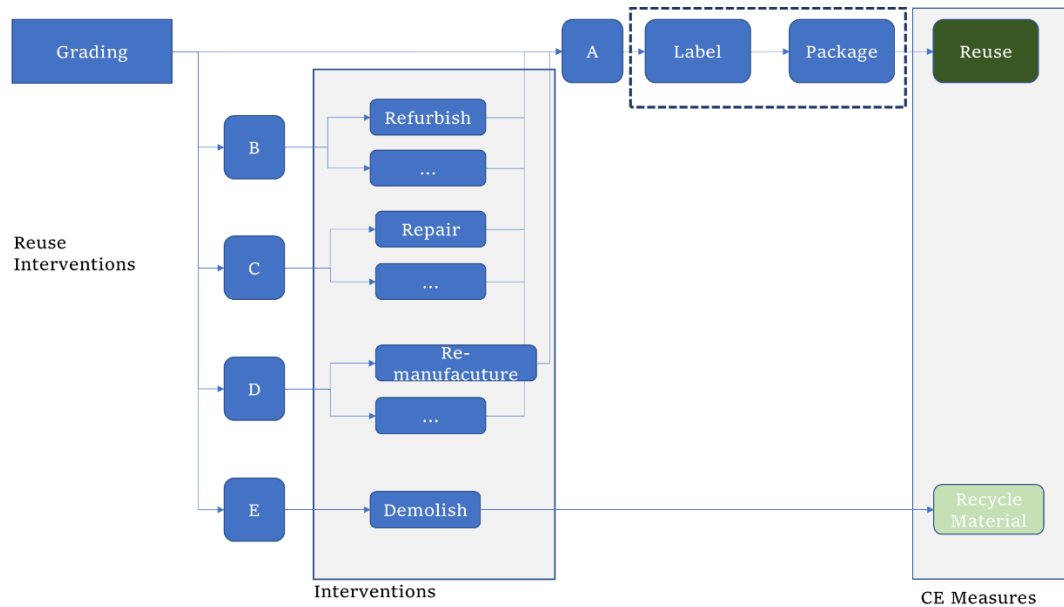 Grading
A
Label
Package
Reuse
Refurbish
B
...
Reuse
Interventions
Repair
C
...
Re-
manufacuture
D
...
E
Demolish
Recycle
Material
Interventions
CE Measures